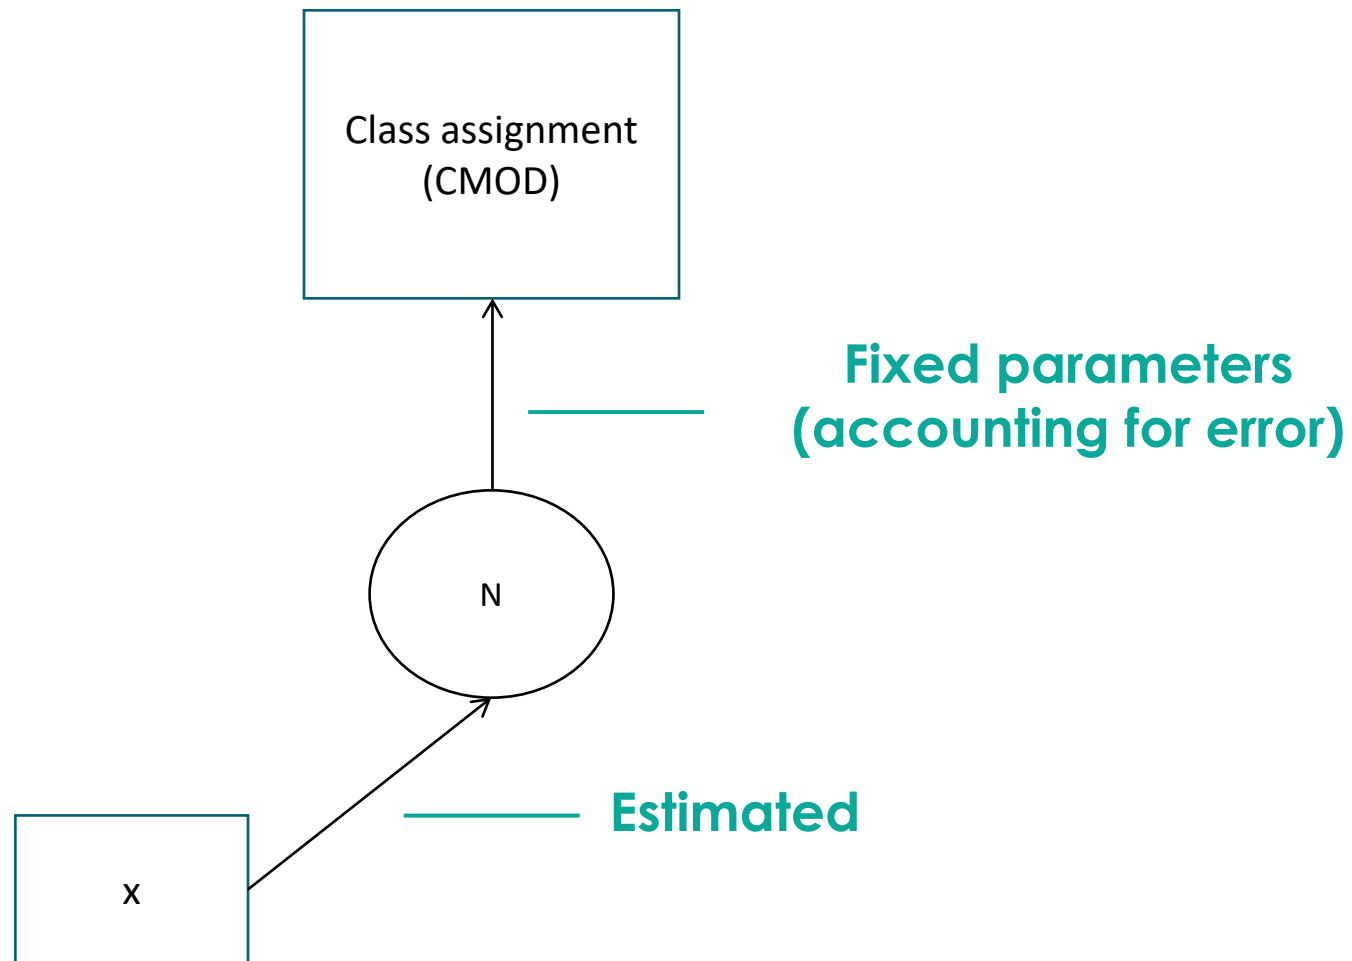 Class assignment
(CMOD)
Fixed parameters
(accounting for error)
N
Estimated
x